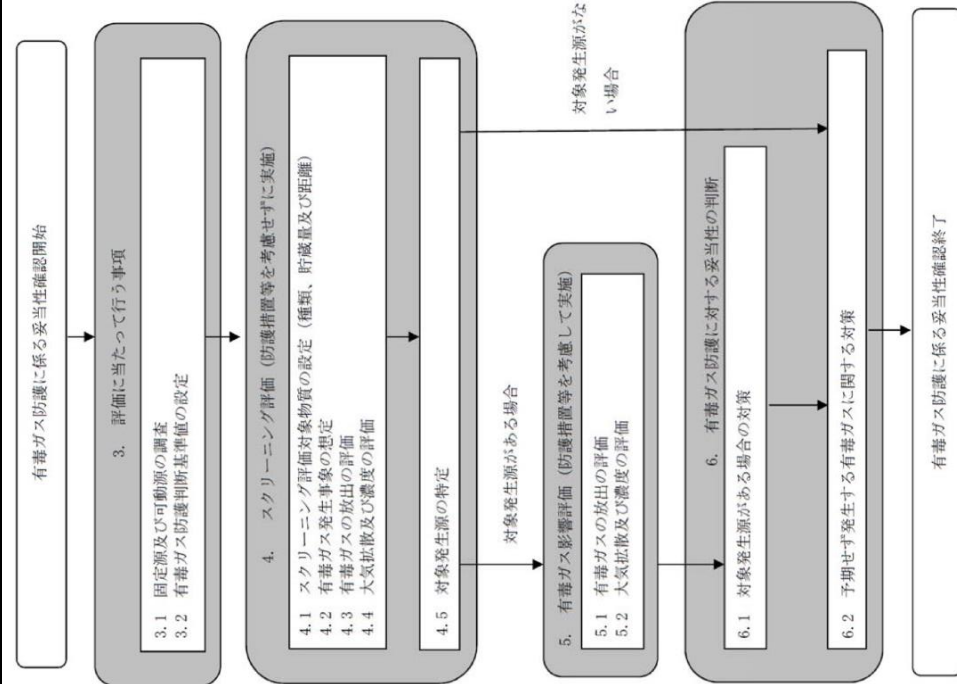 有毒ガス防護に係る妥当性確認開始
3. 評価に当たって行う事項
3.1 固定源及び可動源の調査
3.2 有毒ガス防護判断基準値の設定
4. スクリーニング評価（防護措置等を考慮せずに実施）
4.1 スクリーニング評価対象物質の設定（種類、貯蔵量及び距離）
4.2 有毒ガス発生事象の想定
4.3 有毒ガスの放出の評価
4.4 大気拡散及び濃度の評価
4.5 対象発生源の特定
対象発生源がある場合
対象発生源がな
い場合
5. 有毒ガス影響評価（防護措置等を考慮して実施）
5.1 有毒ガスの放出の評価
5.2 大気拡散及び濃度の評価
6. 有毒ガス防護に対する妥当性の判断
6.1 対象発生源がある場合の対策
6.2 予期せず発生する有毒ガスに関する対策
有毒ガス防護に係る妥当性確認終了